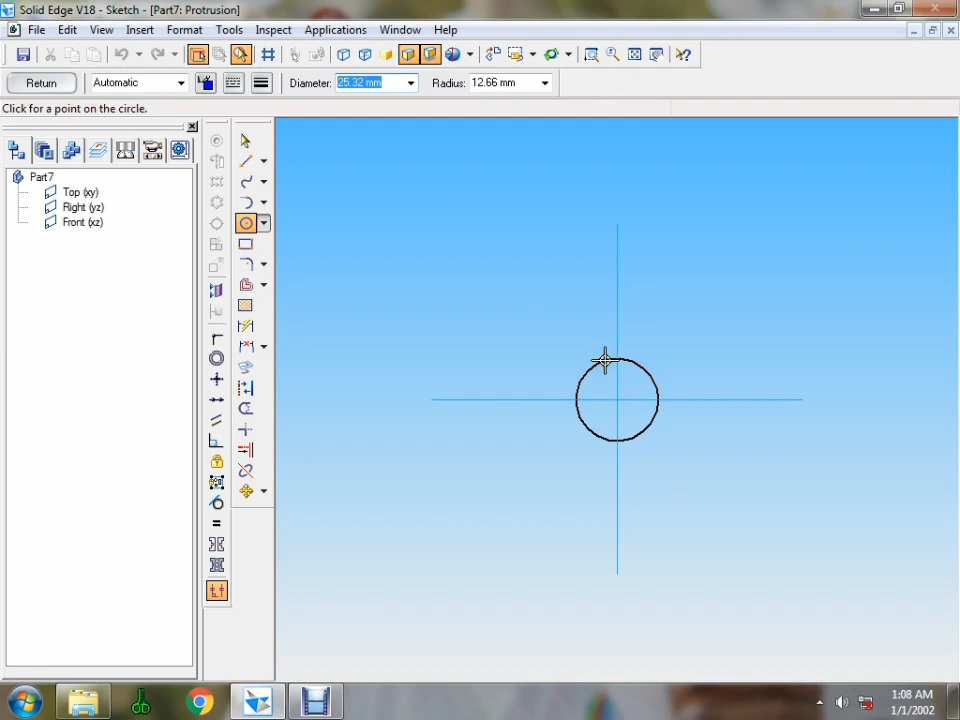 Solid Edge V18 - Sketch - [Part7: Protrusion]
File Edit View Insert Format Tools Inspect Applications Window Help
Return Automatic Diameter: 25.32 mm Radius: 12.66 mm
Click for a point on the circle.
Part7
Top (xy)
Right (yz)
Front (xz)
1:08 AM
1/1/2002